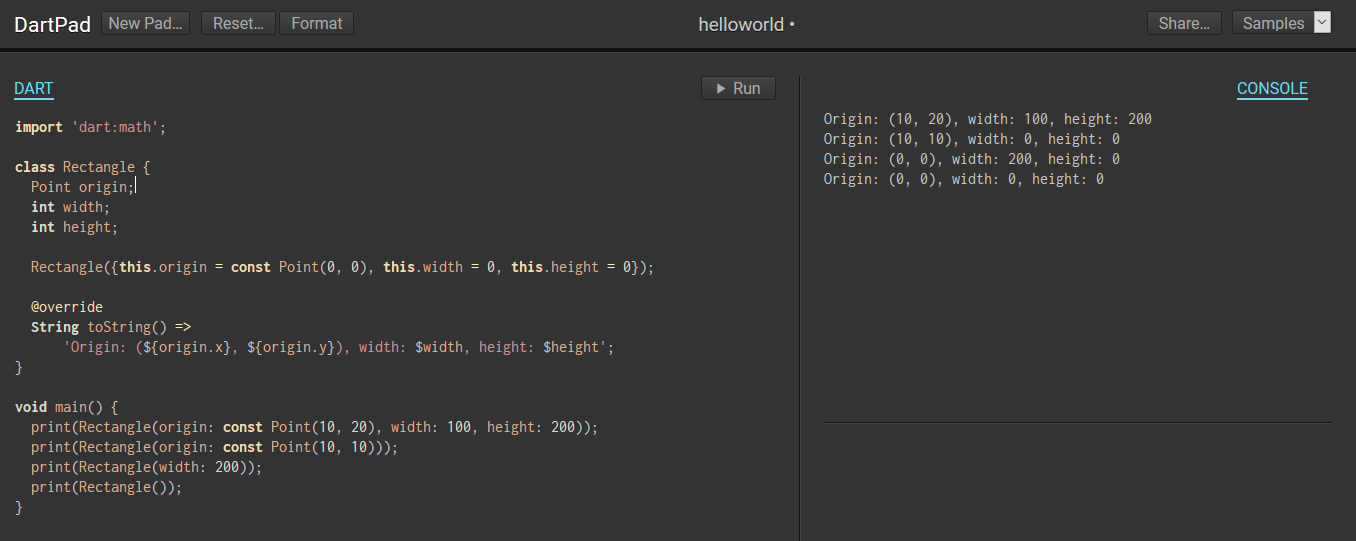 DartPad New Pad... Reset... Format helloworld • Share... Samples
DART Run
import 'dart:math';
class Rectangle {
  Point origin;
  int width;
  int height;
  Rectangle({this.origin = const Point(0, 0), this.width = 0, this.height = 0});
  @override
  String toString() =>
      'Origin: (${origin.x}, ${origin.y}), width: $width, height: $height';
}
void main() {
  print(Rectangle(origin: const Point(10, 20), width: 100, height: 200));
  print(Rectangle(origin: const Point(10, 10)));
  print(Rectangle(width: 200));
  print(Rectangle());
}
CONSOLE
Origin: (10, 20), width: 100, height: 200
Origin: (10, 10), width: 0, height: 0
Origin: (0, 0), width: 200, height: 0
Origin: (0, 0), width: 0, height: 0